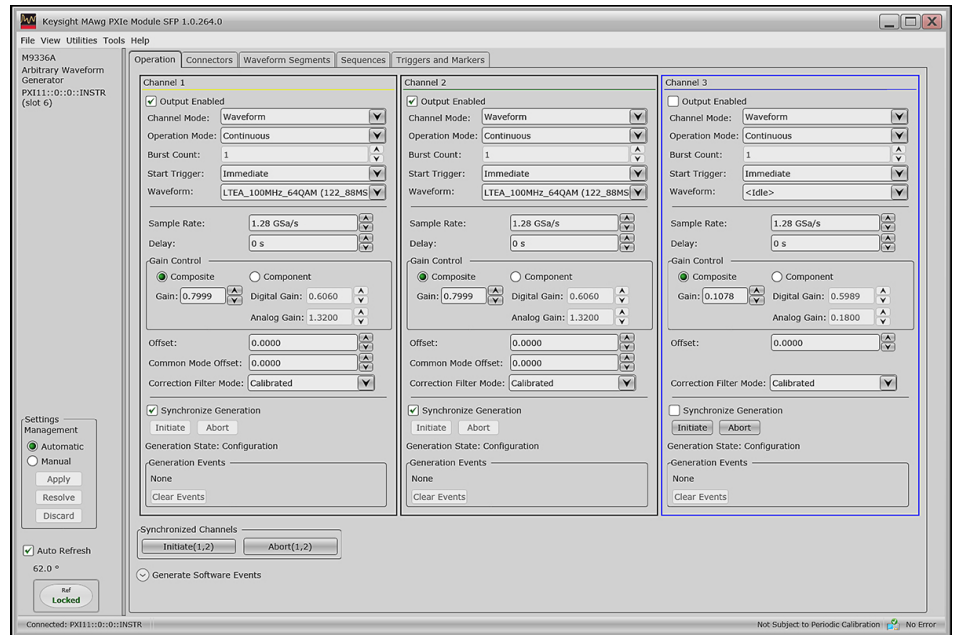 Keysight MAwg PXIe Module SFP 1.0.264.0
File View Utilities Tools Help
M9336A
Arbitrary Waveform
Generator
PXI11::0::0::INSTR
(slot 6)
Operation Connectors Waveform Segments Sequences Triggers and Markers
Channel 1
Output Enabled
Channel Mode: Waveform
Operation Mode: Continuous
Burst Count: 1
Start Trigger: Immediate
Waveform: LTEA_100MHz_64QAM (122_88MS
Sample Rate: 1.28 GSa/s
Delay: 0 s
Gain Control
Composite Component
Gain: 0.7999 Digital Gain: 0.6060
Analog Gain: 1.3200
Offset: 0.0000
Common Mode Offset: 0.0000
Correction Filter Mode: Calibrated
Synchronize Generation
Initiate Abort
Generation State: Configuration
Generation Events
None
Clear Events
Channel 2
Output Enabled
Channel Mode: Waveform
Operation Mode: Continuous
Burst Count: 1
Start Trigger: Immediate
Waveform: LTEA_100MHz_64QAM (122_88MS
Sample Rate: 1.28 GSa/s
Delay: 0 s
Gain Control
Composite Component
Gain: 0.7999 Digital Gain: 0.6060
Analog Gain: 1.3200
Offset: 0.0000
Common Mode Offset: 0.0000
Correction Filter Mode: Calibrated
Synchronize Generation
Initiate Abort
Generation State: Configuration
Generation Events
None
Clear Events
Channel 3
Output Enabled
Channel Mode: Waveform
Operation Mode: Continuous
Burst Count: 1
Start Trigger: Immediate
Waveform: <Idle>
Sample Rate: 1.28 GSa/s
Delay: 0 s
Gain Control
Composite Component
Gain: 0.1078 Digital Gain: 0.5989
Analog Gain: 0.1800
Offset: 0.0000
Correction Filter Mode: Calibrated
Synchronize Generation
Initiate Abort
Generation State: Configuration
Generation Events
None
Clear Events
Settings
Management
Automatic
Manual
Apply
Resolve
Discard
Auto Refresh
62.0 °
Ref
Locked
Synchronized Channels
Initiate(1,2) Abort(1,2)
Generate Software Events
Connected: PXI11::0::0::INSTR
Not Subject to Periodic Calibration No Error